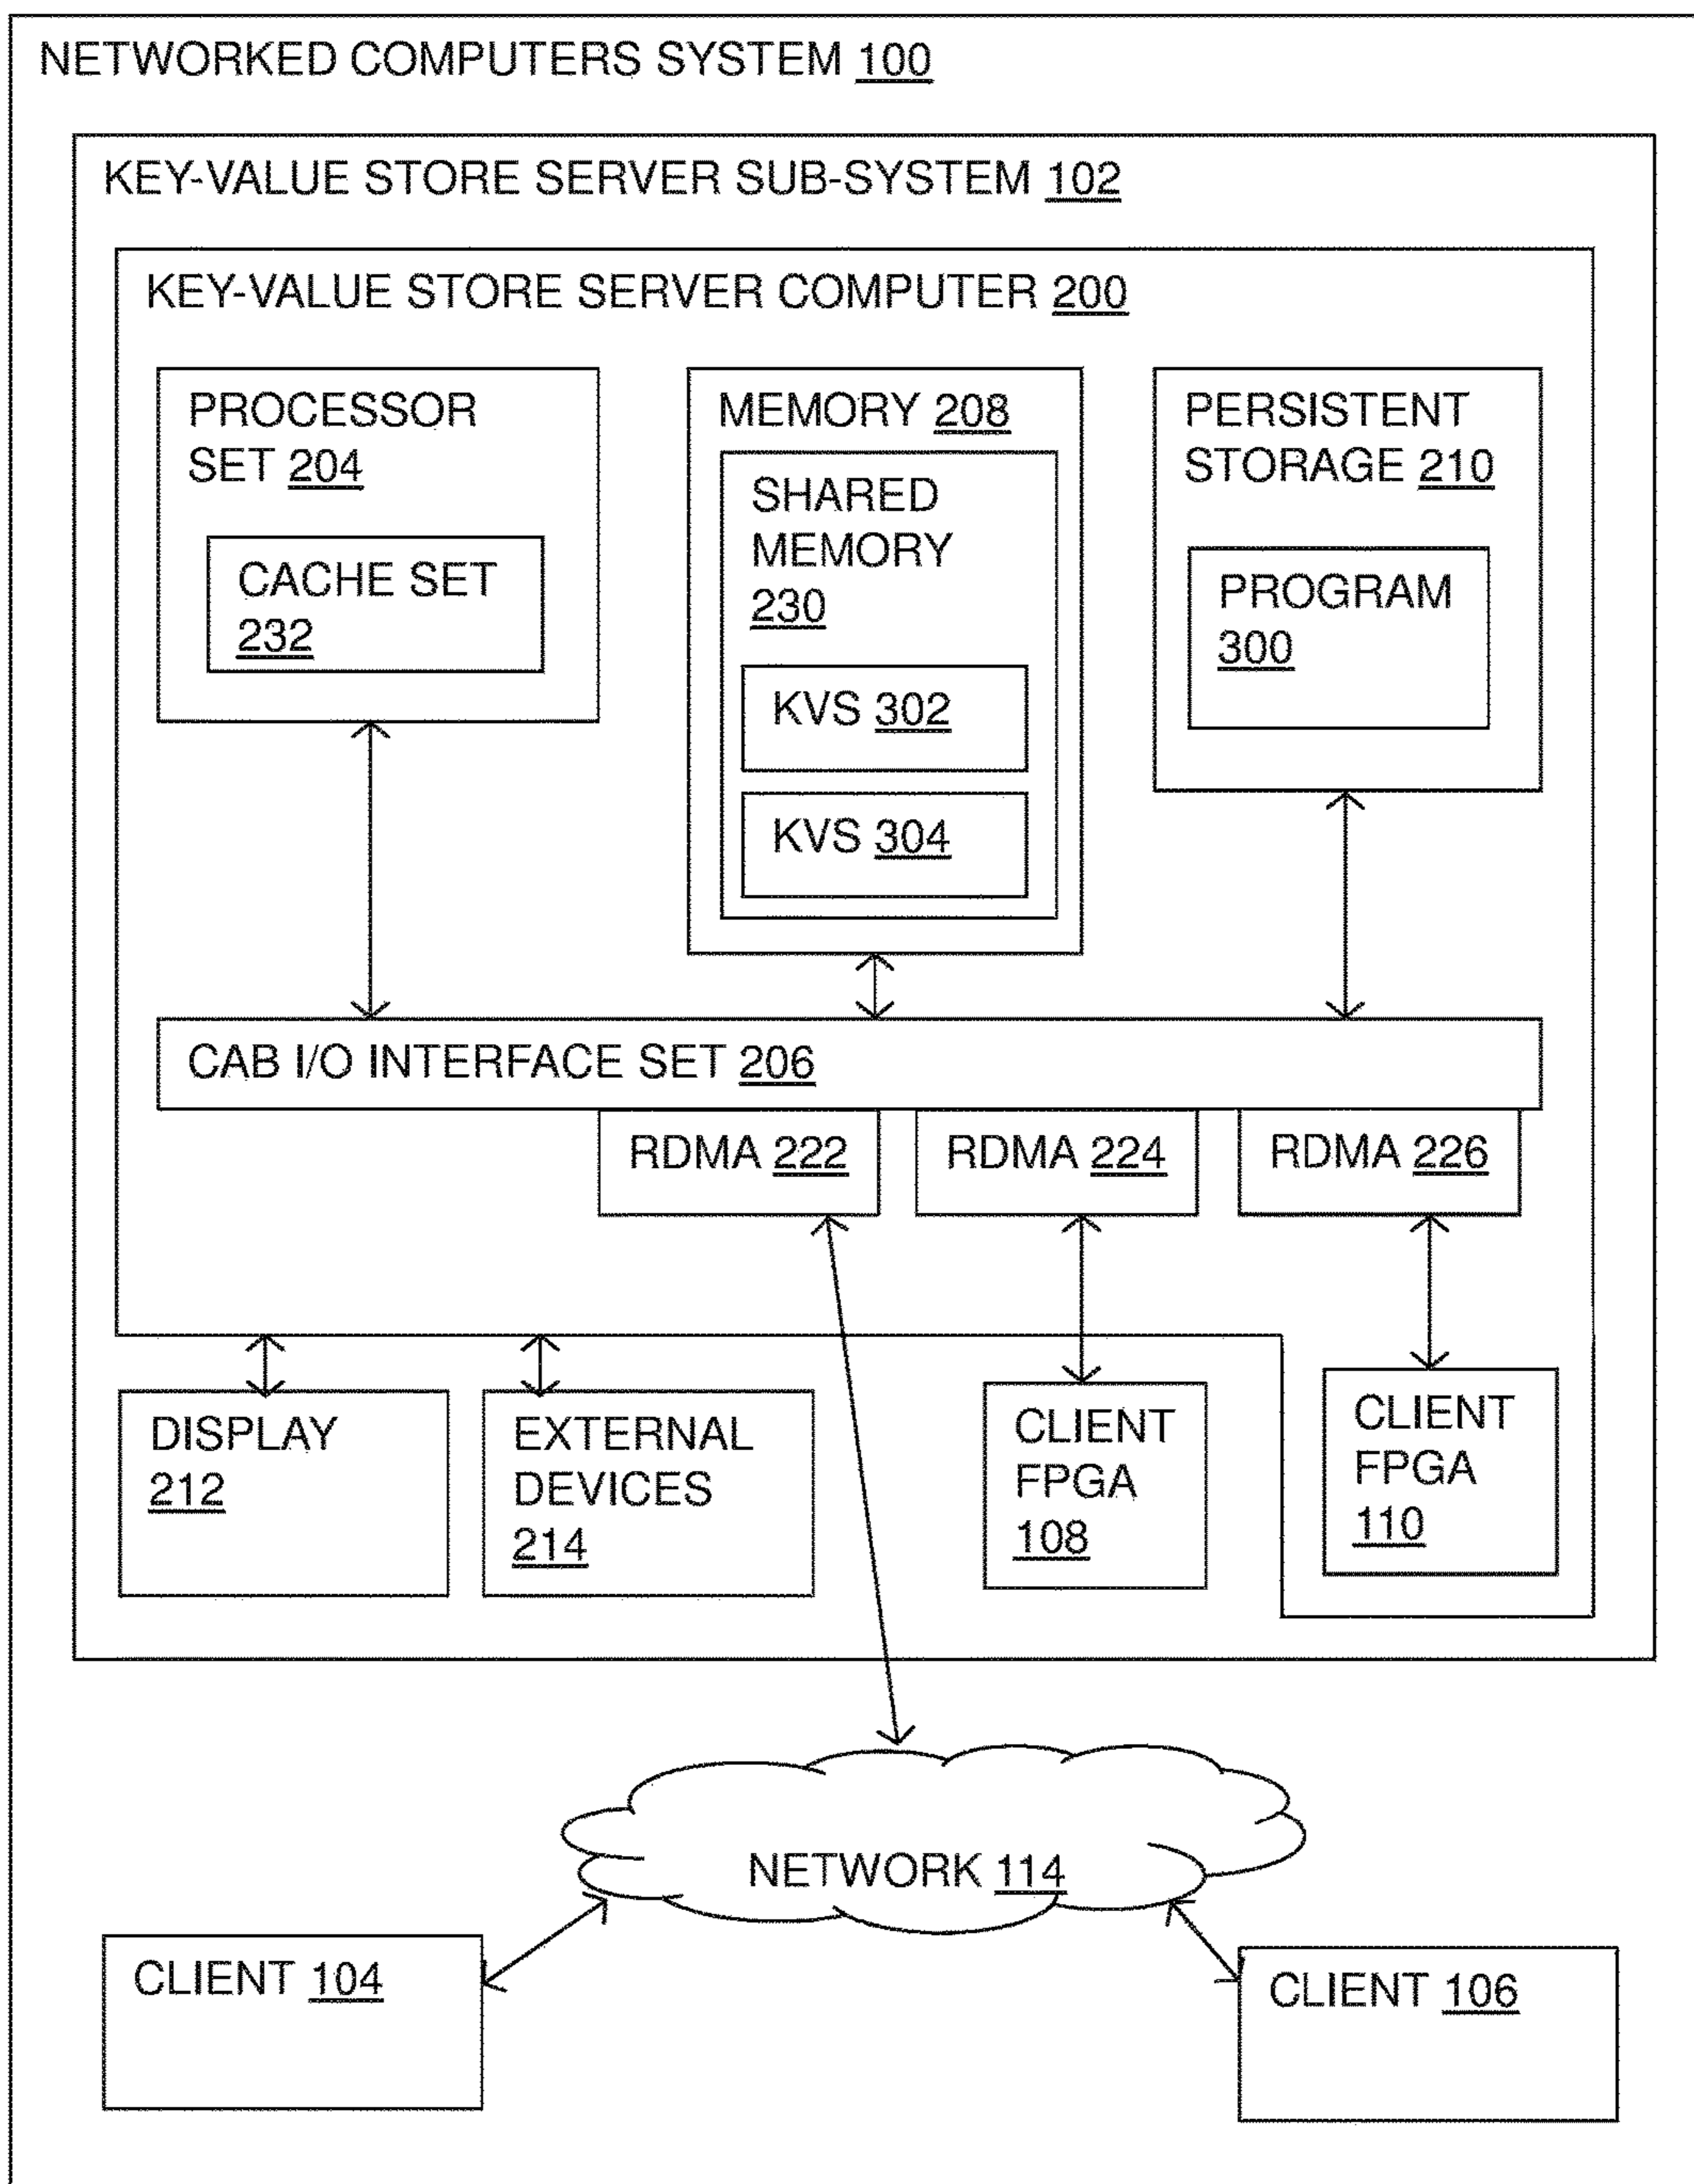 NETWORKED COMPUTERS SYSTEM 100
KEY-VALUE STORE SERVER SUB-SYSTEM 102
KEY-VALUE STORE SERVER COMPUTER 200
PROCESSOR
SET 204
CACHE SET
232
MEMORY 208
SHARED
MEMORY
230
KVS 302
KVS 304
PERSISTENT
STORAGE 210
PROGRAM
300
CAB I/O INTERFACE SET 206
RDMA 222
RDMA 224
RDMA 226
DISPLAY
212
EXTERNAL
DEVICES
214
CLIENT
FPGA
108
CLIENT
FPGA
110
NETWORK 114
CLIENT 104
CLIENT 106